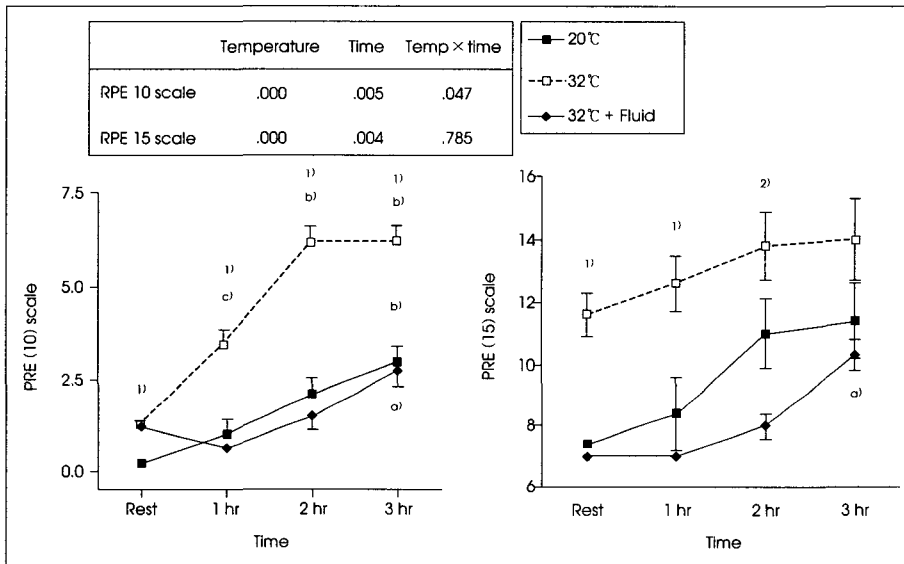 Temperature Time Temp × time
RPE 10 scale .000 .005 .047
RPE 15 scale .000 .004 .785
20℃
32℃
32℃ + Fluid
PRE (10) scale
7.5
5.0
2.5
0.0
1)
1)
c)
1)
b)
1)
b)
b)
a)
Rest 1 hr 2 hr 3 hr
Time
PRE (15) scale
16
14
12
10
8
6
1)
1)
2)
a)
Rest 1 hr 2 hr 3 hr
Time